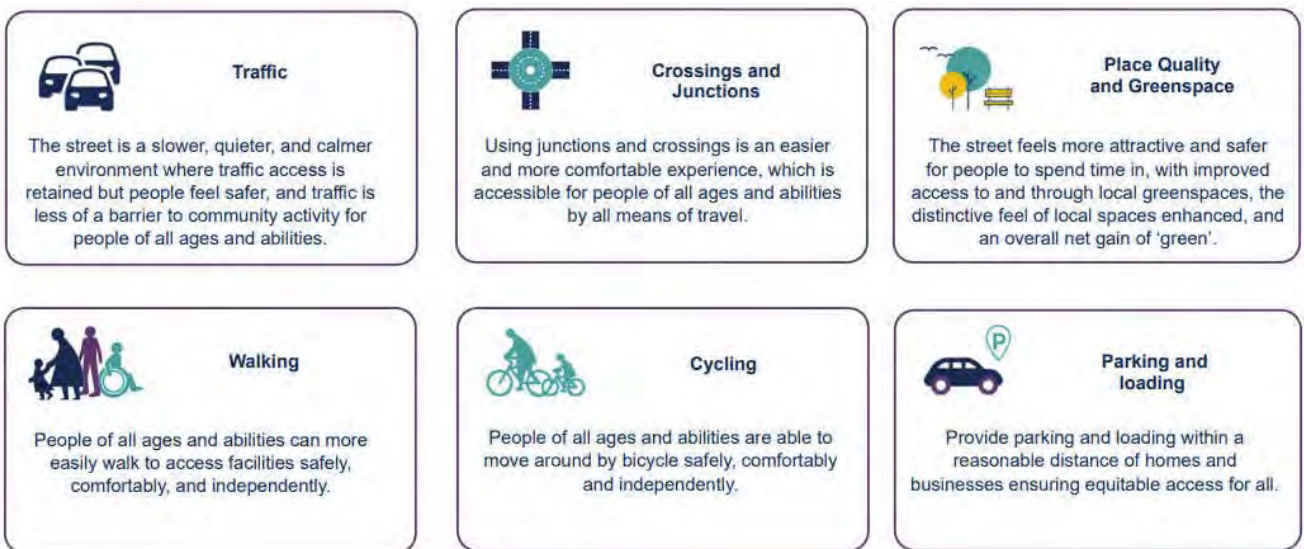 Traffic
The street is a slower, quieter, and calmer
environment where traffic access is
retained but people feel safer, and traffic is
less of a barrier to community activity for
people of all ages and abilities.
Crossings and
Junctions
Using junctions and crossings is an easier
and more comfortable experience, which is
accessible for people of all ages and abilities
by all means of travel.
Place Quality
and Greenspace
The street feels more attractive and safer
for people to spend time in, with improved
access to and through local greenspaces, the
distinctive feel of local spaces enhanced, and
an overall net gain of ‘green’.
Walking
People of all ages and abilities can more
easily walk to access facilities safely,
comfortably, and independently.
Cycling
People of all ages and abilities are able to
move around by bicycle safely, comfortably
and independently.
P
Parking and
loading
Provide parking and loading within a
reasonable distance of homes and
businesses ensuring equitable access for all.